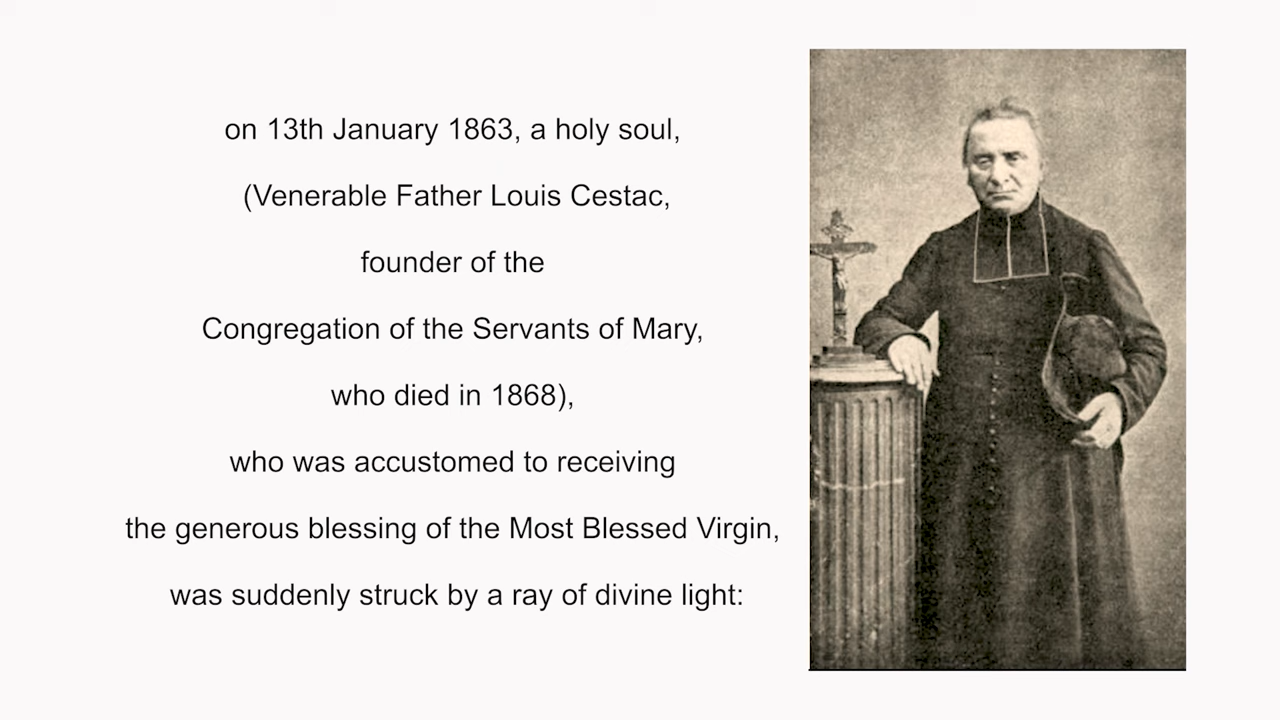 on 13th January 1863, a holy soul,
(Venerable Father Louis Cestac,
founder of the
Congregation of the Servants of Mary,
who died in 1868),
who was accustomed to receiving
the generous blessing of the Most Blessed Virgin,
was suddenly struck by a ray of divine light: